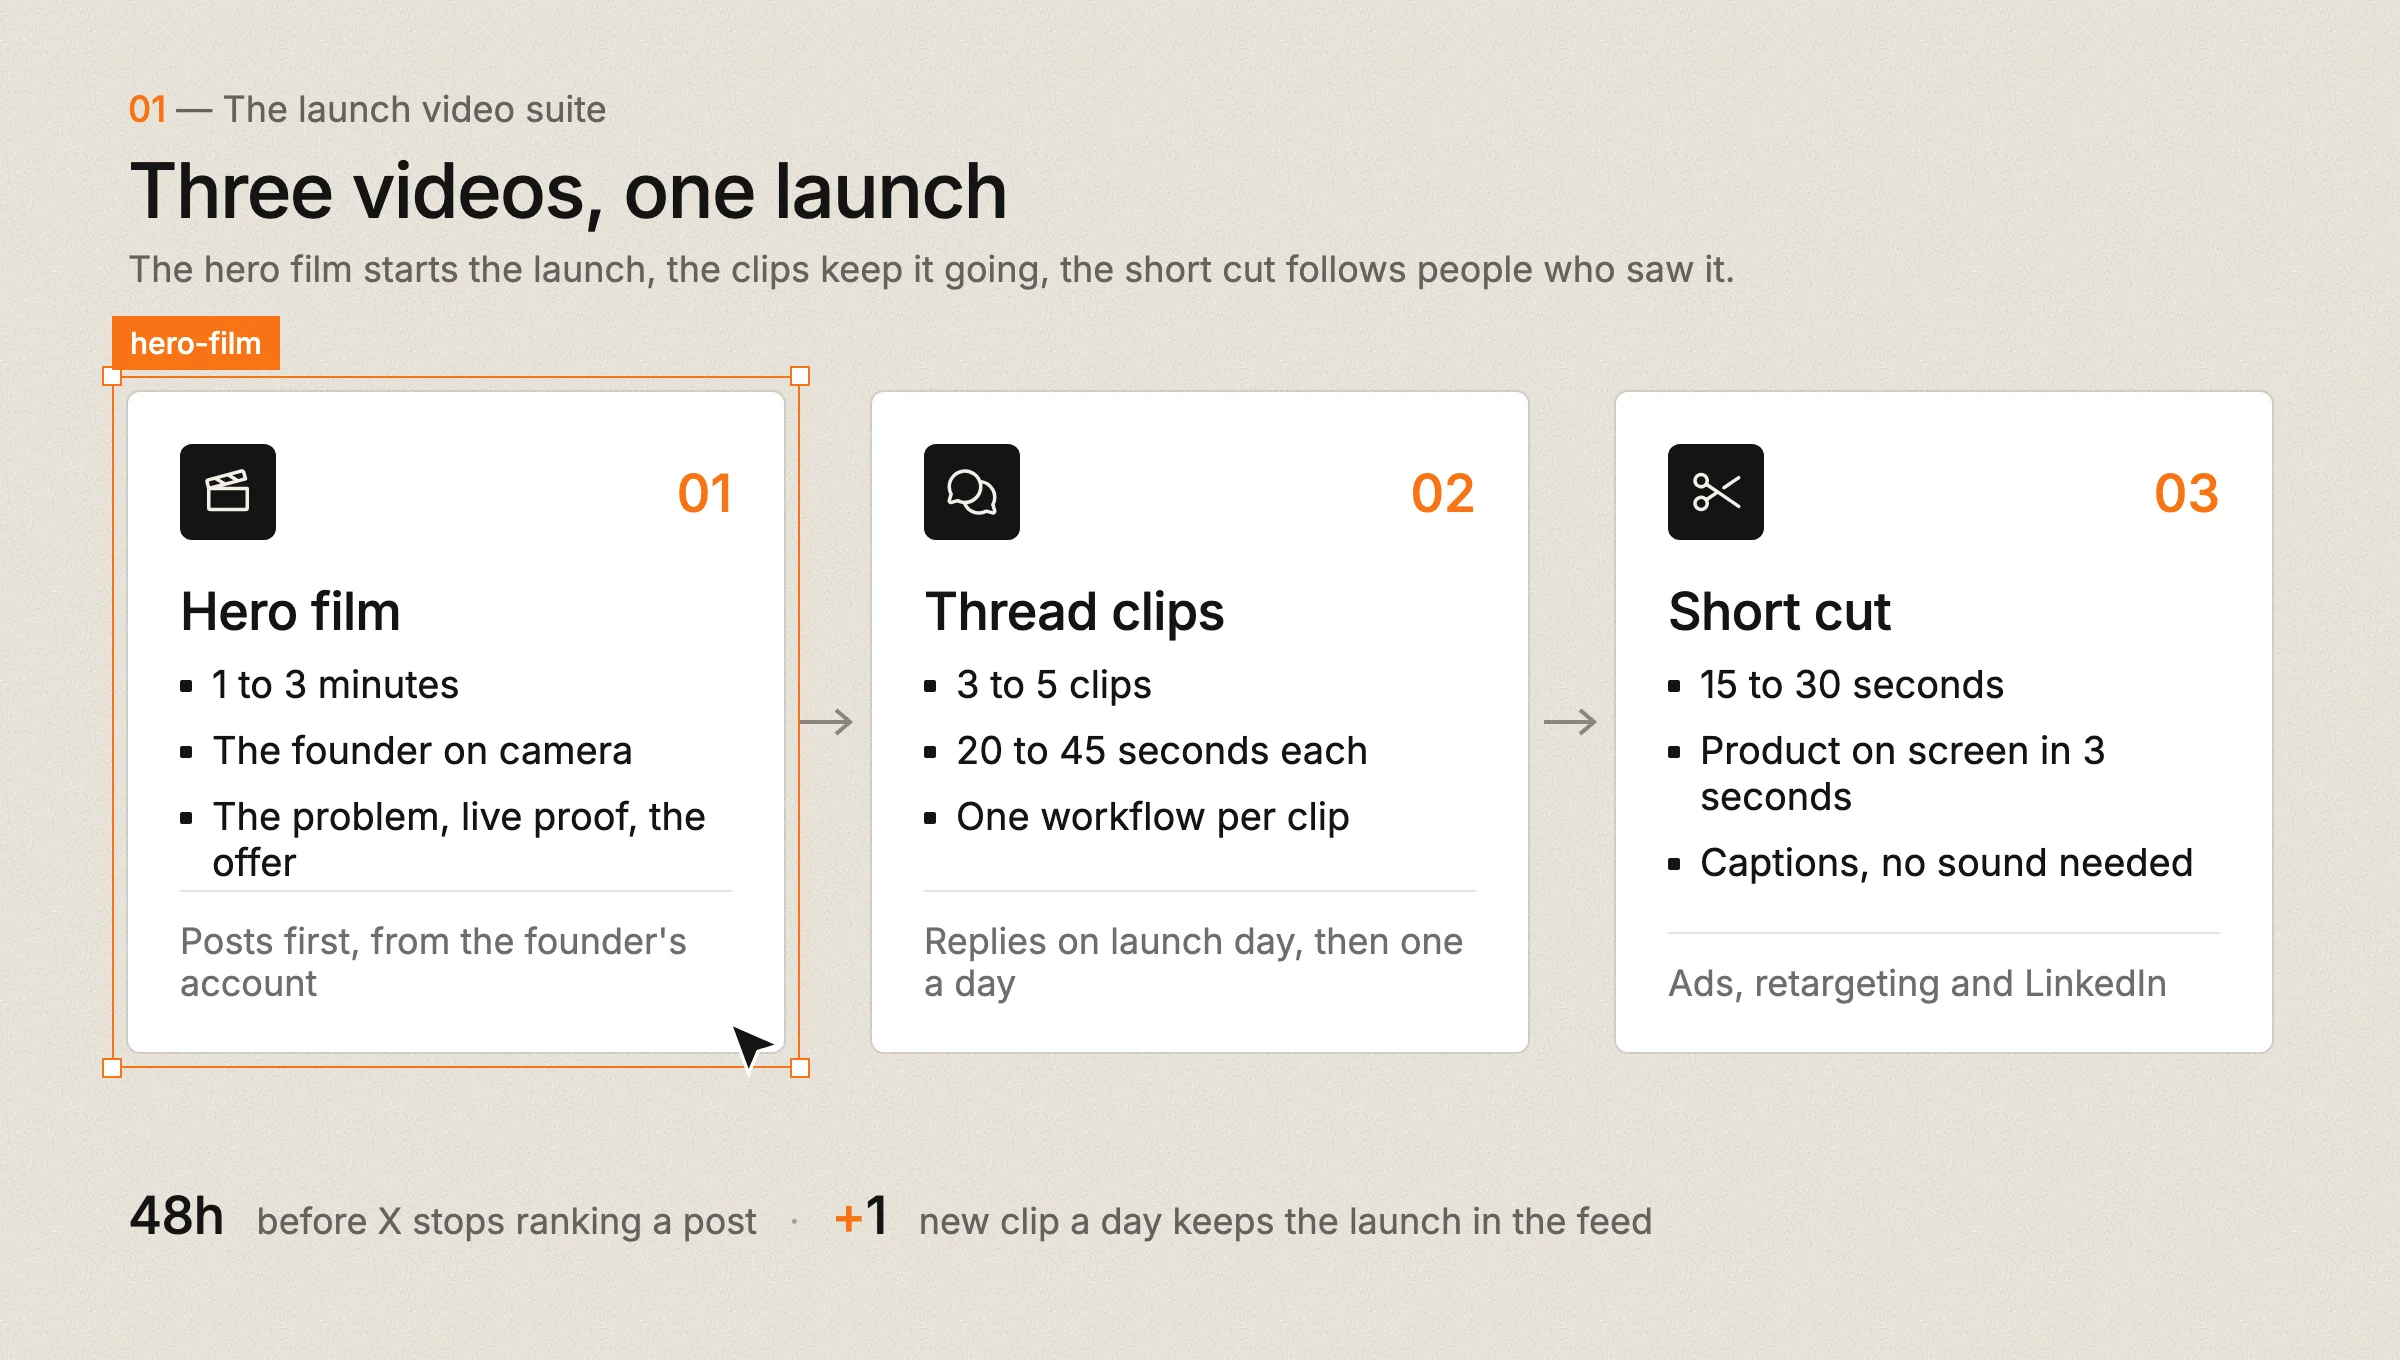 01 — The launch video suite
Three videos, one launch
The hero film starts the launch, the clips keep it going, the short cut follows people who saw it.
hero-film
01
Hero film
1 to 3 minutes
The founder on camera
The problem, live proof, the
offer
Posts first, from the founder's
account
02
Thread clips
3 to 5 clips
20 to 45 seconds each
One workflow per clip
Replies on launch day, then one
a day
03
Short cut
15 to 30 seconds
Product on screen in 3
seconds
Captions, no sound needed
Ads, retargeting and LinkedIn
48h before X stops ranking a post · +1 new clip a day keeps the launch in the feed